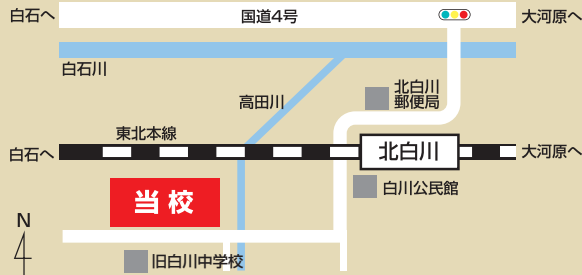 白石へ
国道4号
大河原へ
白石川
北白川
郵便局
高田川
東北本線
白石へ
北白川
大河原へ
当校
白川公民館
N
旧白川中学校